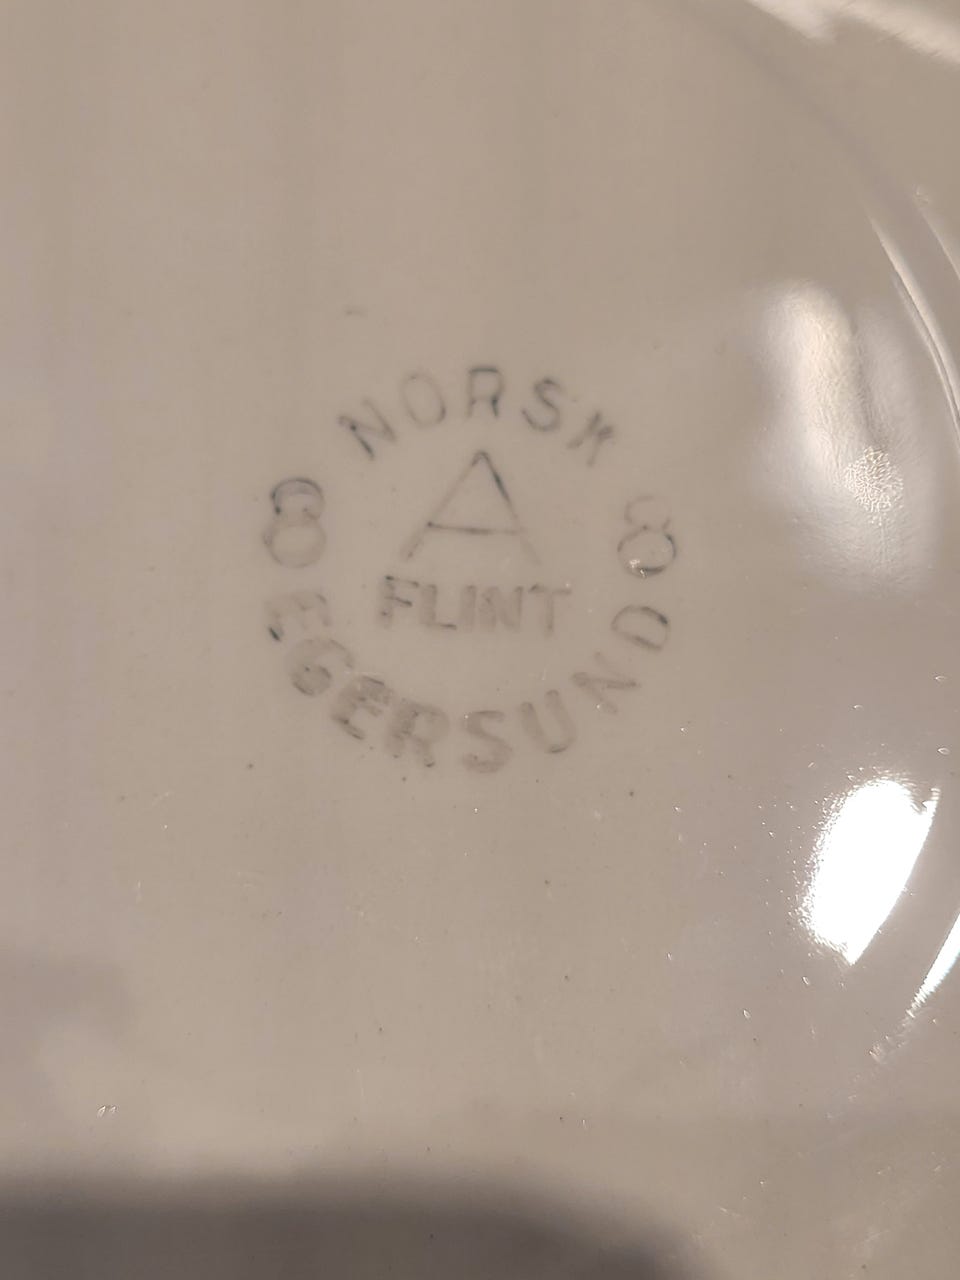 NORSK
8 8
A
FLINT
EGERSUND